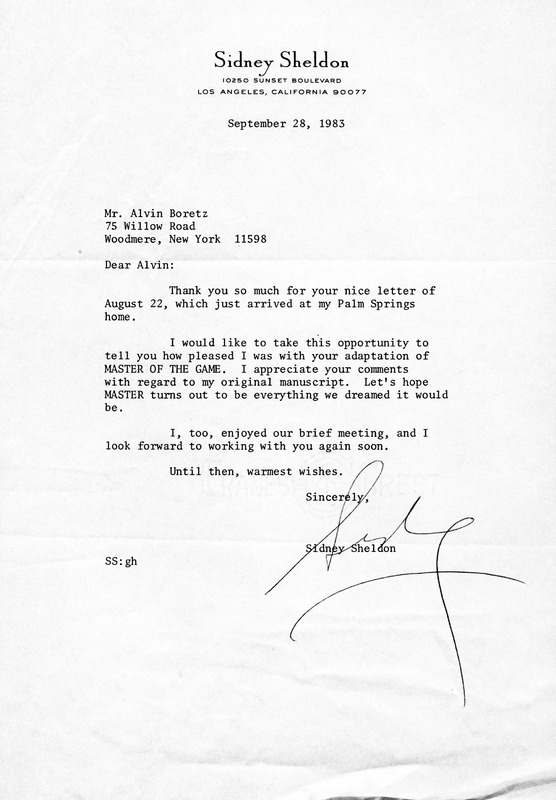 Sidney Sheldon
10250 SUNSET BOULEVARD
LOS ANGELES, CALIFORNIA 90077
September 28, 1983
Mr. Alvin Boretz
75 Willow Road
Woodmere, New York 11598
Dear Alvin:
Thank you so much for your nice letter of
August 22, which just arrived at my Palm Springs
home.
I would like to take this opportunity to
tell you how pleased I was with your adaptation of
MASTER OF THE GAME. I appreciate your comments
with regard to my original manuscript. Let's hope
MASTER turns out to be everything we dreamed it would
be.
I, too, enjoyed our brief meeting, and I
look forward to working with you again soon.
Until then, warmest wishes.
Sincerely,
Sidney
Sidney Sheldon
SS:gh